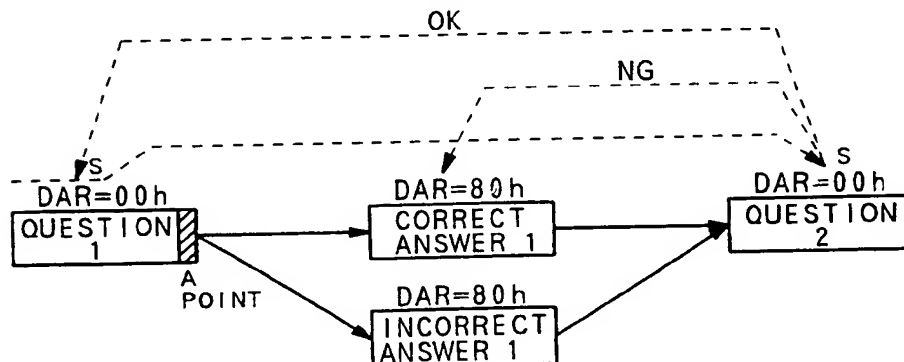 OK
NG
S
S
DAR=00h
DAR=80h
DAR=00h
QUESTION
1
CORRECT
ANSWER 1
QUESTION
2
A
POINT
DAR=80h
INCORRECT
ANSWER 1